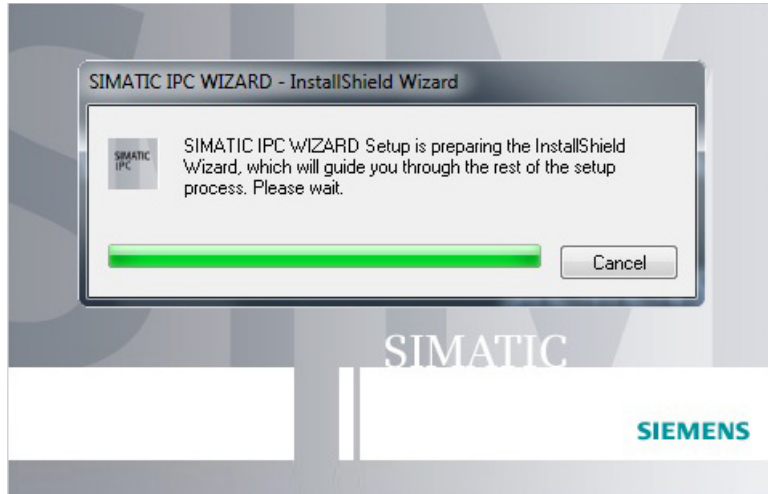 SIMATIC IPC WIZARD - InstallShield Wizard
SIMATIC
IPC
SIMATIC IPC WIZARD Setup is preparing the InstallShield
Wizard, which will guide you through the rest of the setup
process. Please wait.
Cancel
SIMATIC
SIEMENS